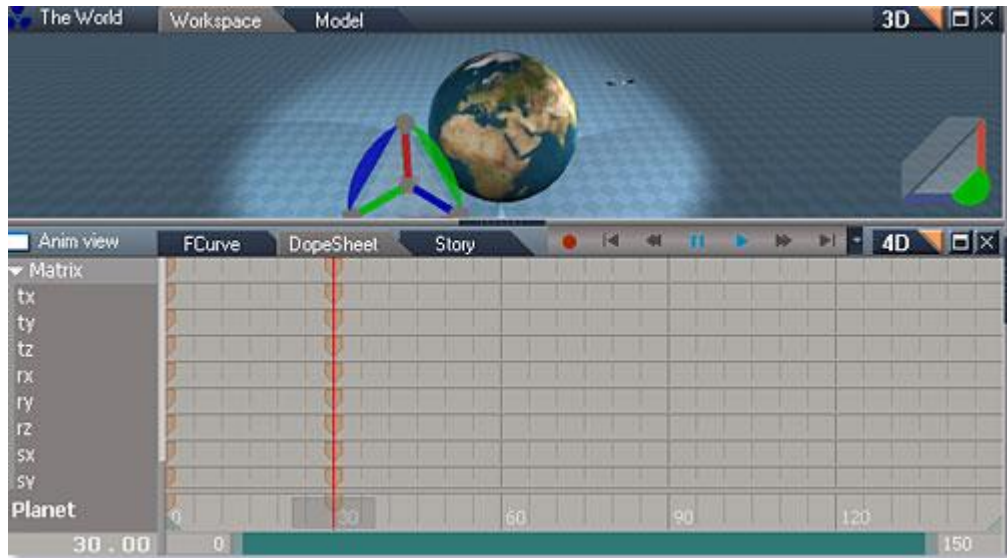 The World Workspace Model 3D
Anim view FCurve DopeSheet Story 4D
Matrix
tx
ty
tz
rx
ry
rz
sx
sy
Planet 0 30 60 90 120
30.00 0 150